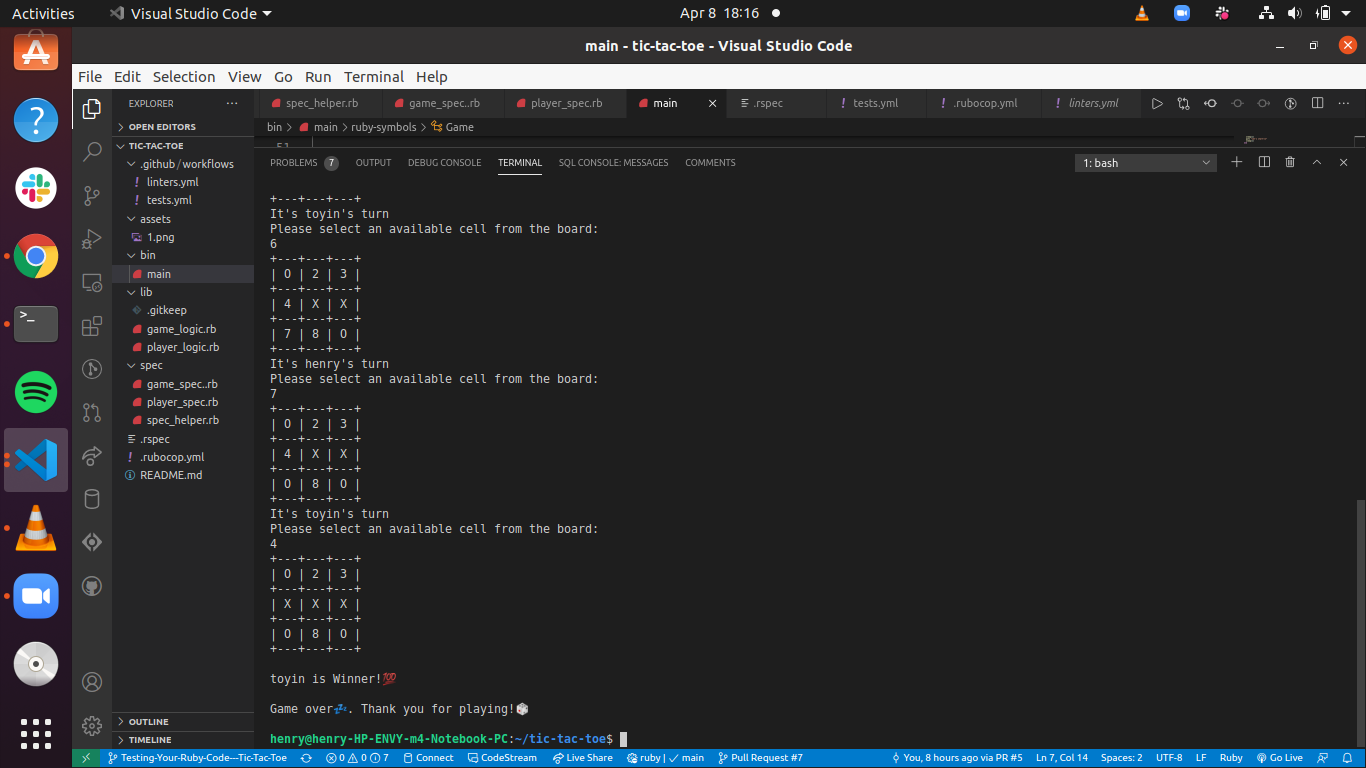 Activities
Visual Studio Code
Apr 8 18:16
main - tic-tac-toe - Visual Studio Code
File Edit Selection View Go Run Terminal Help
EXPLORER
OPEN EDITORS
TIC-TAC-TOE
.github / workflows
linters.yml
tests.yml
assets
1.png
bin
main
lib
.gitkeep
game_logic.rb
player_logic.rb
spec
game_spec..rb
player_spec.rb
spec_helper.rb
.rspec
.rubocop.yml
README.md
OUTLINE
TIMELINE
spec_helper.rb game_spec..rb player_spec.rb main .rspec tests.yml .rubocop.yml linters.yml
bin > main > ruby-symbols > Game
51
PROBLEMS 7 OUTPUT DEBUG CONSOLE TERMINAL SQL CONSOLE: MESSAGES COMMENTS
1: bash
+---+---+---+
It's toyin's turn
Please select an available cell from the board:
6
+---+---+---+
| O | 2 | 3 |
+---+---+---+
| 4 | X | X |
+---+---+---+
| 7 | 8 | O |
+---+---+---+
It's henry's turn
Please select an available cell from the board:
7
+---+---+---+
| O | 2 | 3 |
+---+---+---+
| 4 | X | X |
+---+---+---+
| O | 8 | O |
+---+---+---+
It's toyin's turn
Please select an available cell from the board:
4
+---+---+---+
| O | 2 | 3 |
+---+---+---+
| X | X | X |
+---+---+---+
| O | 8 | O |
+---+---+---+
toyin is Winner!💯
Game over💤. Thank you for playing!🎲
henry@henry-HP-ENVY-m4-Notebook-PC:~/tic-tac-toe$
Testing-Your-Ruby-Code---Tic-Tac-Toe 0 0 7 Connect CodeStream Live Share ruby | ✓ main Pull Request #7 You, 8 hours ago via PR #5 Ln 7, Col 14 Spaces: 2 UTF-8 LF Ruby Go Live